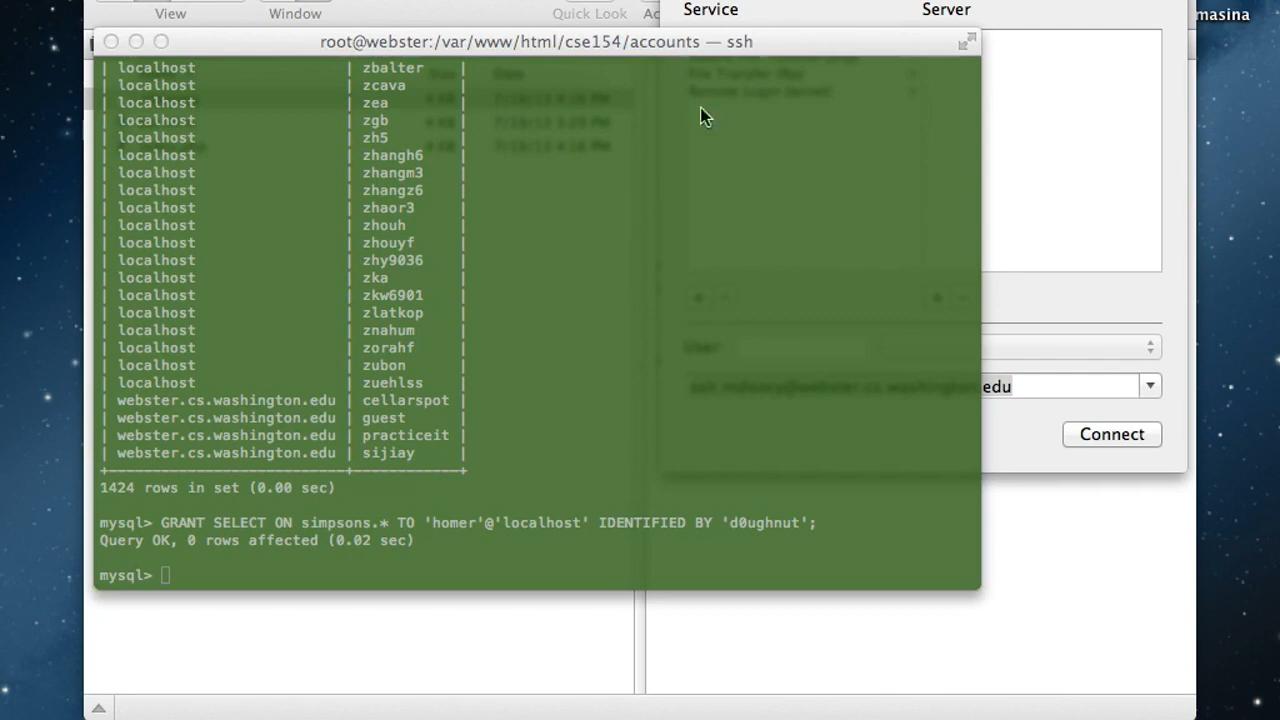 View
Window
Quick Look
Service
Server
masina
root@webster:/var/www/html/cse154/accounts — ssh
| localhost | zbalter |
| localhost | zcava |
| localhost | zea |
| localhost | zgb |
| localhost | zh5 |
| localhost | zhangh6 |
| localhost | zhangm3 |
| localhost | zhangz6 |
| localhost | zhaor3 |
| localhost | zhouh |
| localhost | zhouyf |
| localhost | zhy9036 |
| localhost | zka |
| localhost | zkw6901 |
| localhost | zlatkop |
| localhost | znahum |
| localhost | zorahf |
| localhost | zubon |
| localhost | zuehlss |
| webster.cs.washington.edu | cellarspot |
| webster.cs.washington.edu | guest |
| webster.cs.washington.edu | practiceit |
| webster.cs.washington.edu | sijiay |
1424 rows in set (0.00 sec)
mysql> GRANT SELECT ON simpsons.* TO 'homer'@'localhost' IDENTIFIED BY 'd0ughnut';
Query OK, 0 rows affected (0.02 sec)
mysql>
User
edu
Connect